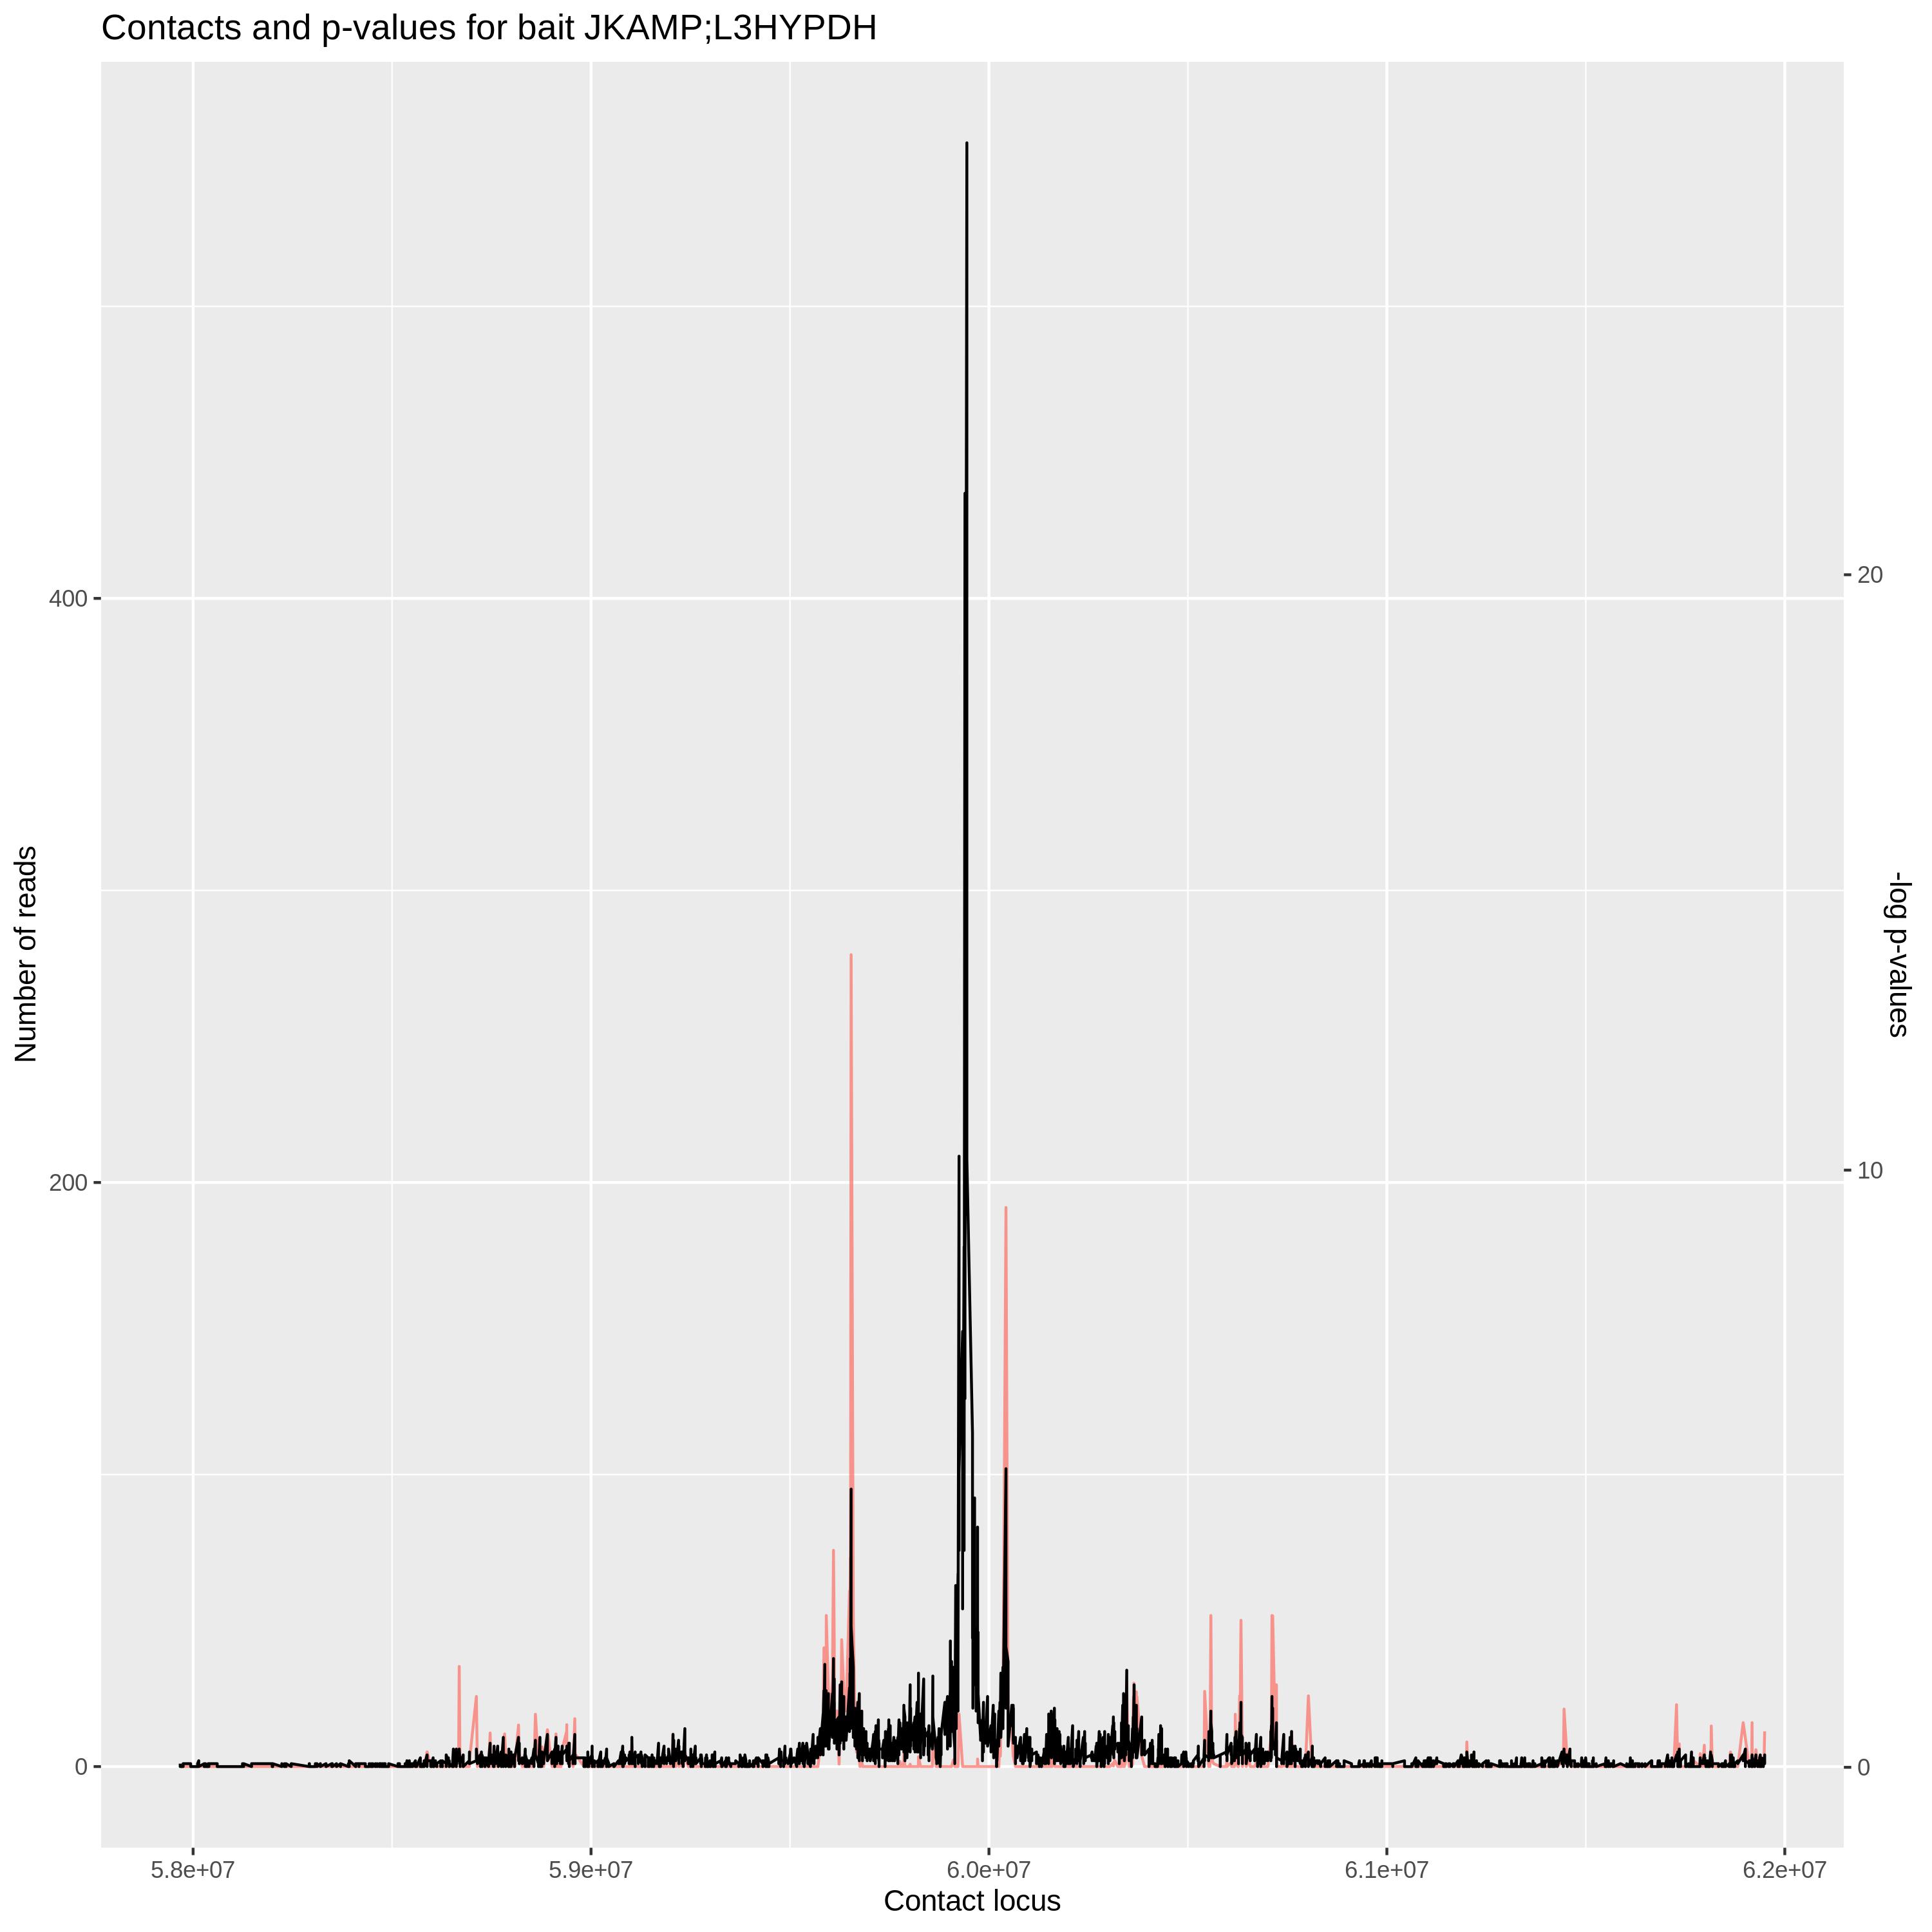 Contacts and p-values for bait JKAMP;L3HYPDH
Number of reads
400
200
0
20
10
0
-log p-values
5.8e+07
5.9e+07
6.0e+07
6.1e+07
6.2e+07
Contact locus